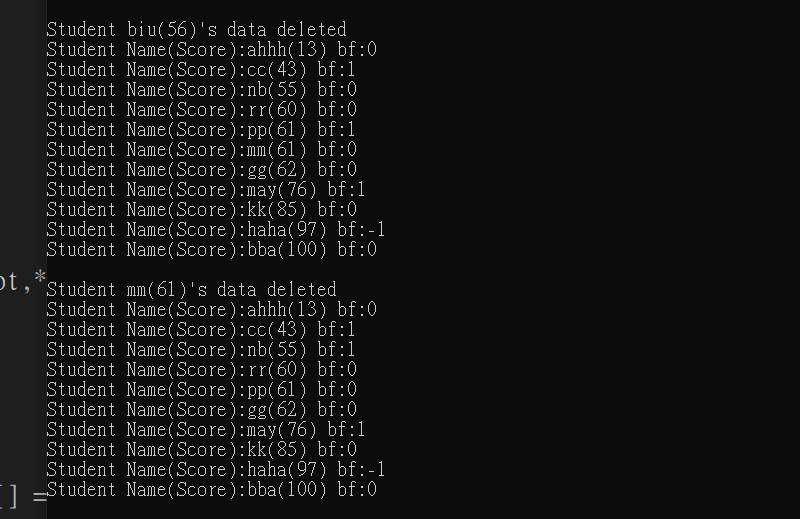 Student biu(56)'s data deleted
Student Name(Score):ahhh(13) bf:0
Student Name(Score):cc(43) bf:1
Student Name(Score):nb(55) bf:0
Student Name(Score):rr(60) bf:0
Student Name(Score):pp(61) bf:1
Student Name(Score):mm(61) bf:0
Student Name(Score):gg(62) bf:0
Student Name(Score):may(76) bf:1
Student Name(Score):kk(85) bf:0
Student Name(Score):haha(97) bf:-1
Student Name(Score):bba(100) bf:0
ot,*
Student mm(61)'s data deleted
Student Name(Score):ahhh(13) bf:0
Student Name(Score):cc(43) bf:1
Student Name(Score):nb(55) bf:1
Student Name(Score):rr(60) bf:0
Student Name(Score):pp(61) bf:0
Student Name(Score):gg(62) bf:0
Student Name(Score):may(76) bf:1
Student Name(Score):kk(85) bf:0
Student Name(Score):haha(97) bf:-1
Student Name(Score):bba(100) bf:0
[] =